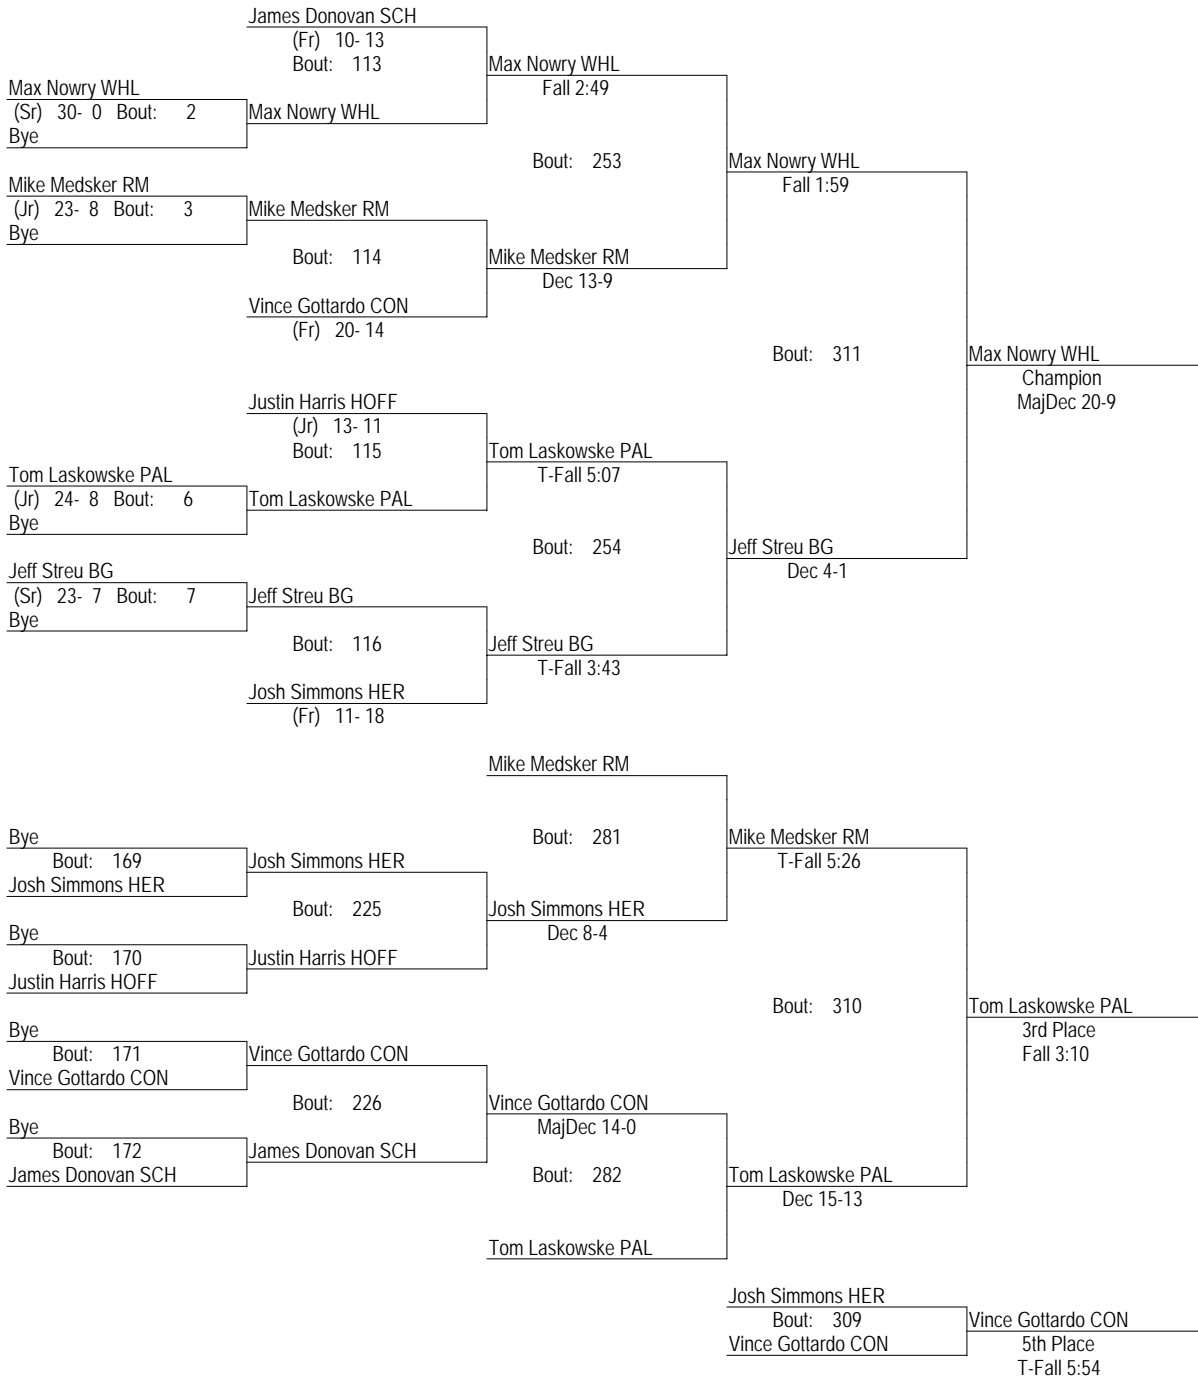 James Donovan SCH
(Fr) 10- 13
Bout: 113
Max Nowry WHL
Fall 2:49
Max Nowry WHL
(Sr) 30- 0 Bout: 2
Max Nowry WHL
Bye
Bout: 253
Max Nowry WHL
Fall 1:59
Mike Medsker RM
(Jr) 23- 8 Bout: 3
Mike Medsker RM
Bye
Bout: 114
Mike Medsker RM
Dec 13-9
Vince Gottardo CON
(Fr) 20- 14
Bout: 311
Max Nowry WHL
Champion
MajDec 20-9
Justin Harris HOFF
(Jr) 13- 11
Bout: 115
Tom Laskowske PAL
T-Fall 5:07
Tom Laskowske PAL
(Jr) 24- 8 Bout: 6
Tom Laskowske PAL
Bye
Bout: 254
Jeff Streu BG
Dec 4-1
Jeff Streu BG
(Sr) 23- 7 Bout: 7
Jeff Streu BG
Bye
Bout: 116
Jeff Streu BG
T-Fall 3:43
Josh Simmons HER
(Fr) 11- 18
Mike Medsker RM
Bye
Bout: 281
Mike Medsker RM
T-Fall 5:26
Bout: 169
Josh Simmons HER
Josh Simmons HER
Bout: 225
Josh Simmons HER
Dec 8-4
Bye
Bout: 170
Justin Harris HOFF
Justin Harris HOFF
Bout: 310
Tom Laskowske PAL
3rd Place
Fall 3:10
Bye
Bout: 171
Vince Gottardo CON
Vince Gottardo CON
Bout: 226
Vince Gottardo CON
MajDec 14-0
Bye
Bout: 172
James Donovan SCH
James Donovan SCH
Bout: 282
Tom Laskowske PAL
Dec 15-13
Tom Laskowske PAL
Josh Simmons HER
Bout: 309
Vince Gottardo CON
Vince Gottardo CON
5th Place
T-Fall 5:54